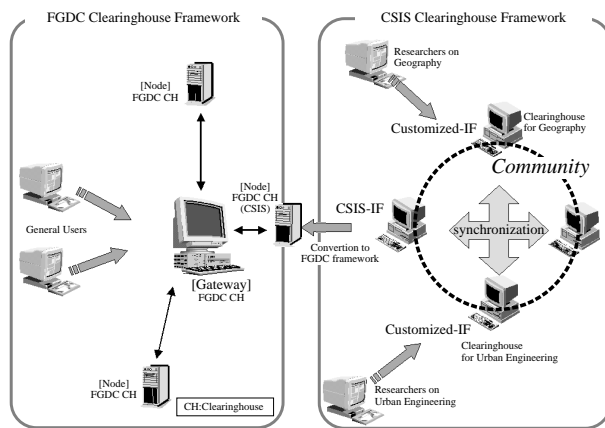 FGDC Clearinghouse Framework
[Node]
FGDC CH
General Users
[Node]
FGDC CH
(CSIS)
[Gateway]
FGDC CH
[Node]
FGDC CH
CH:Clearinghouse
CSIS Clearinghouse Framework
Researchers on
Geography
Customized-IF
Clearinghouse
for Geography
Community
CSIS-IF
Convertion to
FGDC framework
synchronization
Customized-IF
Clearinghouse
for Urban Engineering
Researchers on
Urban Engineering